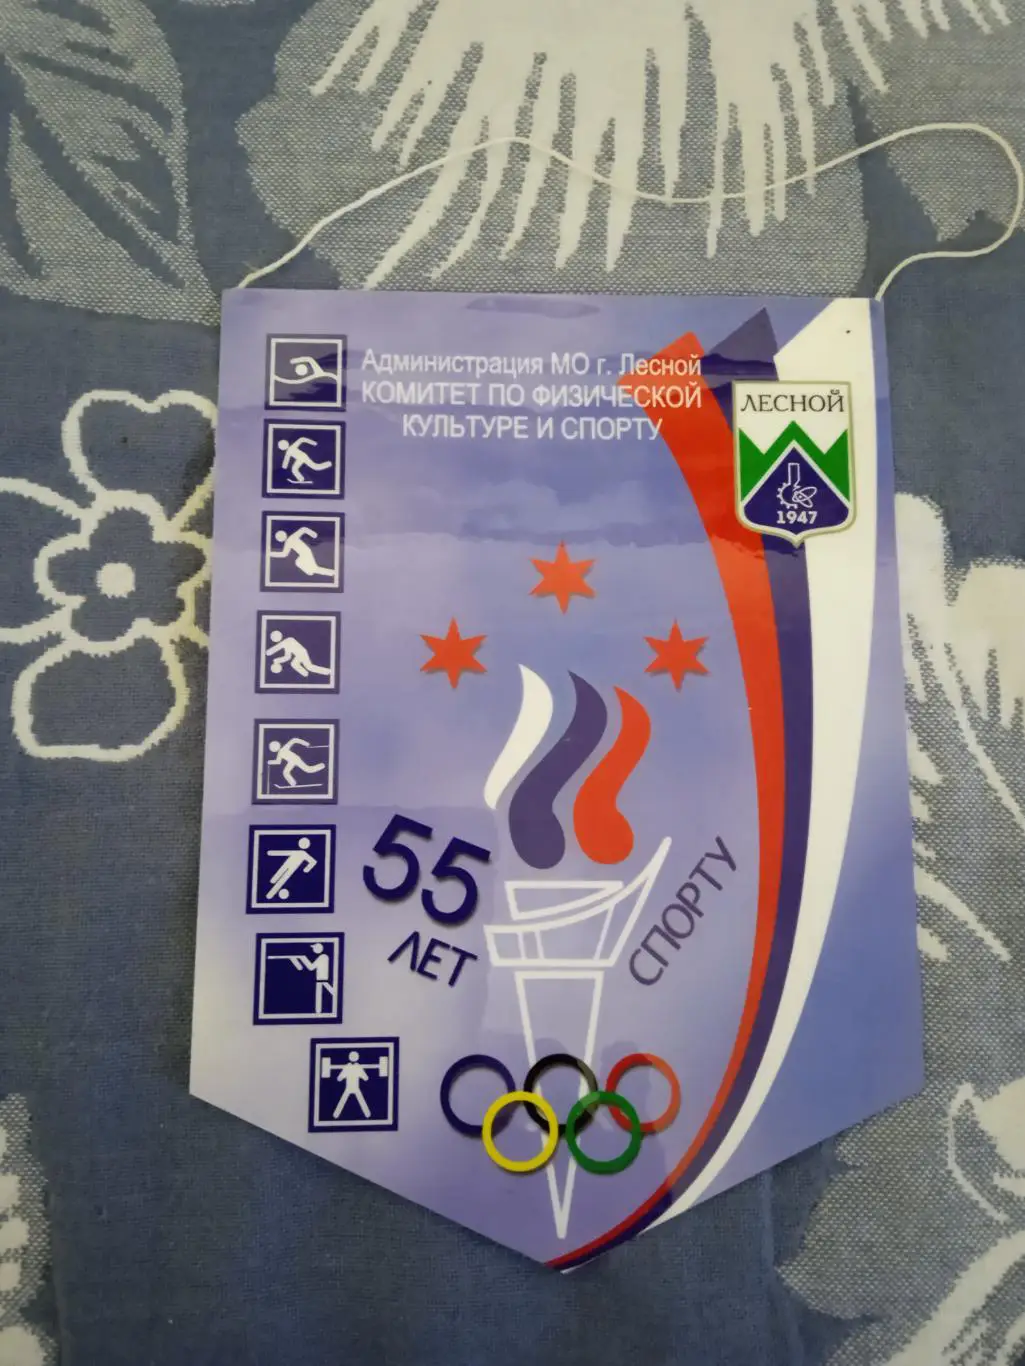 Администрация МО г. Лесной
КОМИТЕТ ПО ФИЗИЧЕСКОЙ
КУЛЬТУРЕ И СПОРТУ
ЛЕСНОЙ
1947
55
ЛЕТ
СПОРТУ